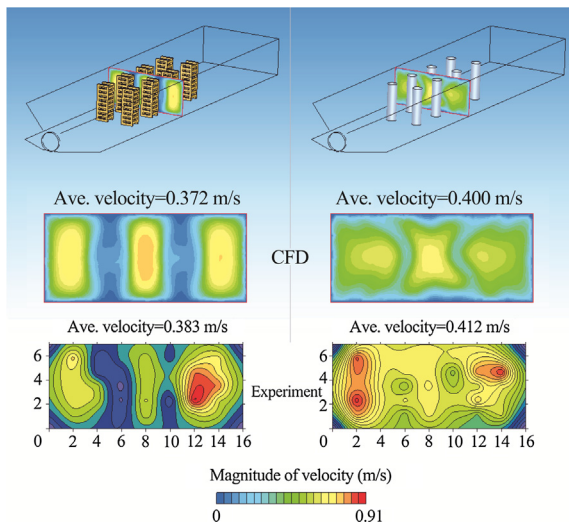 Ave. velocity=0.372 m/s
Ave. velocity=0.400 m/s
CFD
Ave. velocity=0.383 m/s
Ave. velocity=0.412 m/s
6
4
2
0 2 4 6 8 10 12 14 16
Experiment
6
4
2
0 2 4 6 8 10 12 14 16
Magnitude of velocity (m/s)
0 0.91